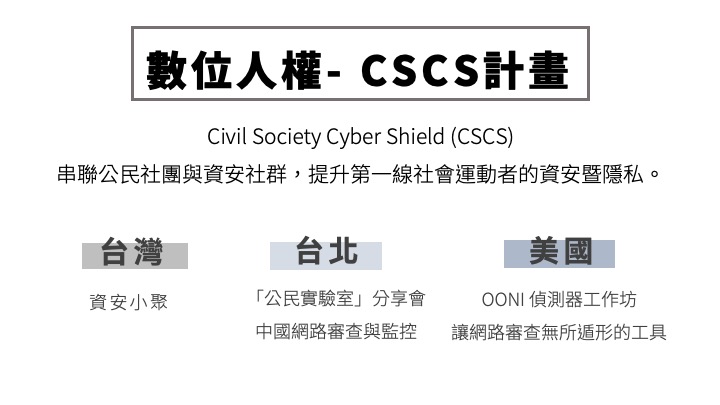 數位人權- CSCS計畫
Civil Society Cyber Shield (CSCS)
串聯公民社團與資安社群，提升第一線社會運動者的資安暨隱私。
台灣
資安小聚
台北
「公民實驗室」分享會
中國網路審查與監控
美國
OONI 偵測器工作坊
讓網路審查無所遁形的工具